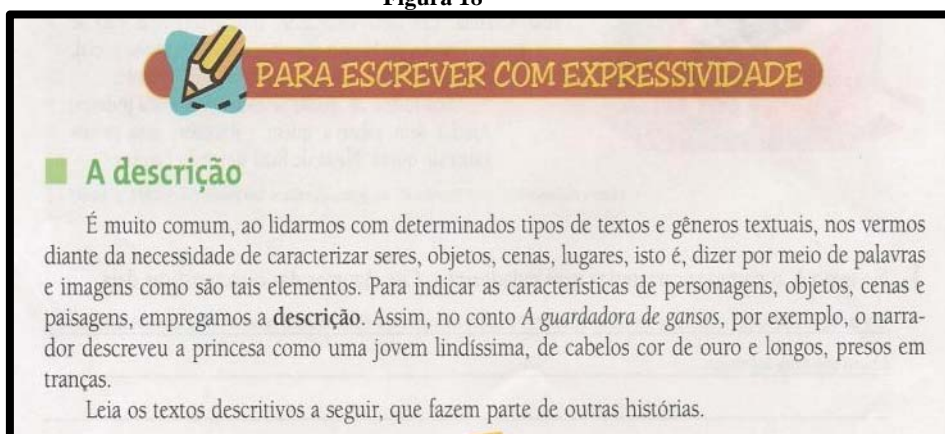 Figura 18
PARA ESCREVER COM EXPRESSIVIDADE
A descrição
É muito comum, ao lidarmos com determinados tipos de textos e gêneros textuais, nos vermos
diante da necessidade de caracterizar seres, objetos, cenas, lugares, isto é, dizer por meio de palavras
e imagens como são tais elementos. Para indicar as características de personagens, objetos, cenas e
paisagens, empregamos a descrição. Assim, no conto A guardadora de gansos, por exemplo, o narra-
dor descreveu a princesa como uma jovem lindíssima, de cabelos cor de ouro e longos, presos em
tranças.
Leia os textos descritivos a seguir, que fazem parte de outras histórias.